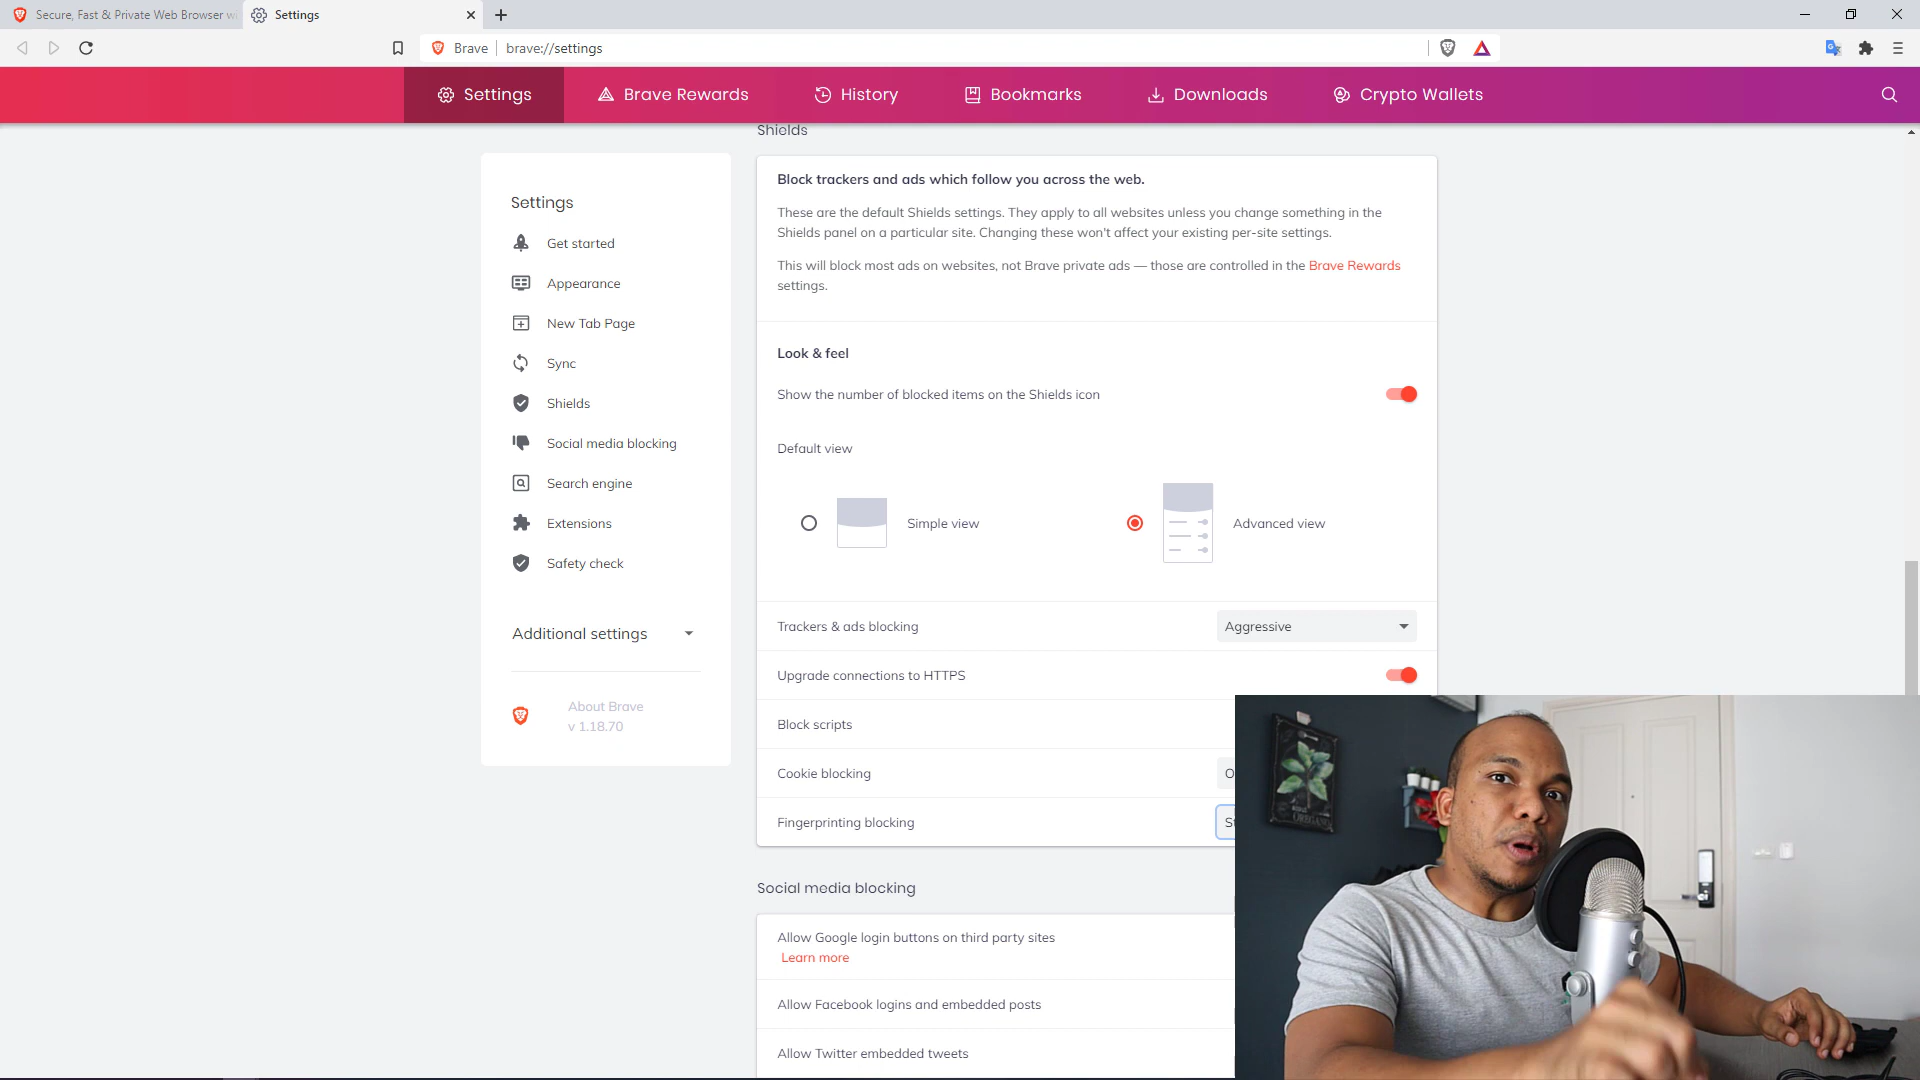 Secure, Fast & Private Web Browser wi
Settings
Brave
brave://settings
Settings
Brave Rewards
History
Bookmarks
Downloads
Crypto Wallets
Shields
Settings
Get started
Appearance
New Tab Page
Sync
Shields
Social media blocking
Search engine
Extensions
Safety check
Additional settings
About Brave
v 1.18.70
Block trackers and ads which follow you across the web.
These are the default Shields settings. They apply to all websites unless you change something in the
Shields panel on a particular site. Changing these won't affect your existing per-site settings.
This will block most ads on websites, not Brave private ads — those are controlled in the Brave Rewards
settings.
Look & feel
Show the number of blocked items on the Shields icon
Default view
Simple view
Advanced view
Trackers & ads blocking
Aggressive
Upgrade connections to HTTPS
Block scripts
Cookie blocking
Fingerprinting blocking
Social media blocking
Allow Google login buttons on third party sites
Learn more
Allow Facebook logins and embedded posts
Allow Twitter embedded tweets